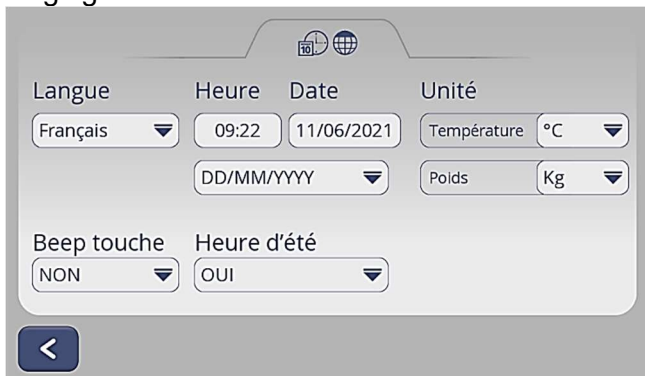 10
Langue Heure Date Unité
Français 09:22 11/06/2021 Température °C
DD/MM/YYYY Poids Kg
Beep touche Heure d'été
NON OUI